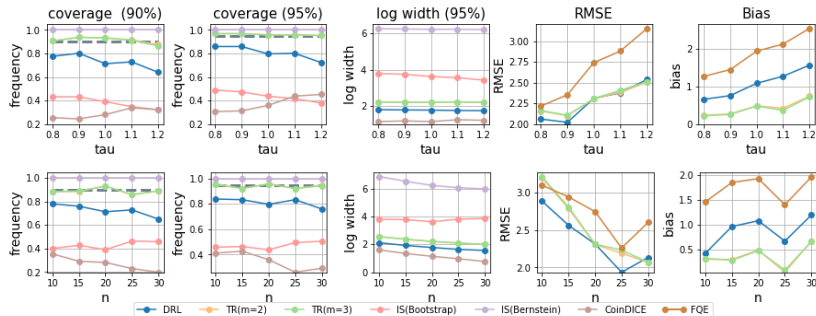 coverage (90%)
coverage (95%)
log width (95%)
RMSE
Bias
frequency
1.0
0.8
0.6
0.4
0.2
0.8 0.9 1.0 1.1 1.2
tau
frequency
1.0
0.8
0.6
0.4
0.2
0.8 0.9 1.0 1.1 1.2
tau
log width
6
4
2
0.8 0.9 1.0 1.1 1.2
tau
RMSE
3.00
2.75
2.50
2.25
2.00
0.8 0.9 1.0 1.1 1.2
tau
bias
2
1
0
0.8 0.9 1.0 1.1 1.2
tau
frequency
1.0
0.8
0.6
0.4
0.2
10 15 20 25 30
n
frequency
1.0
0.8
0.6
0.4
10 15 20 25 30
n
log width
6
4
2
0
10 15 20 25 30
n
RMSE
3.0
2.5
2.0
10 15 20 25 30
n
bias
2.0
1.5
1.0
0.5
10 15 20 25 30
n
DRL TR(m=2) TR(m=3) IS(Bootstrap) IS(Bernstein) CoinDICE FQE